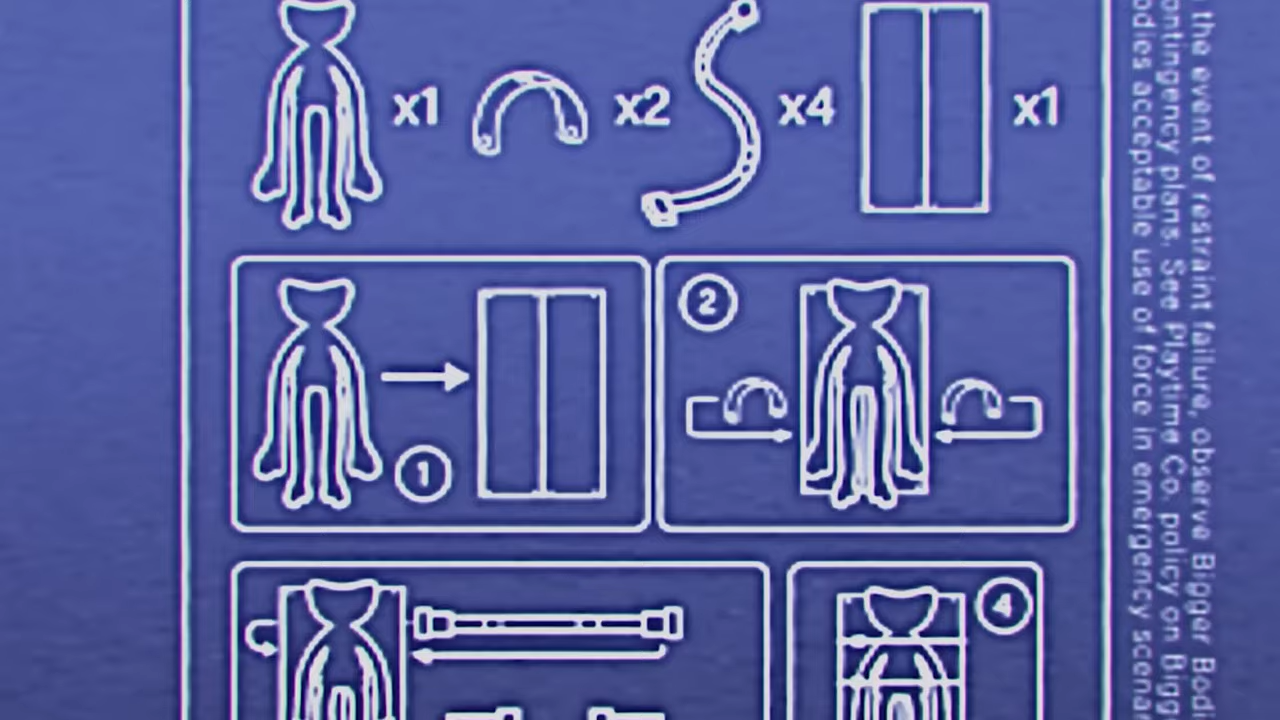 x1 x2 x4 x1
2
1
4
the event of restraint failure, observe Bigger Bodi
ontingency plans. See Playtime Co. policy on Bigg
odies acceptable use of force in emergency scenar